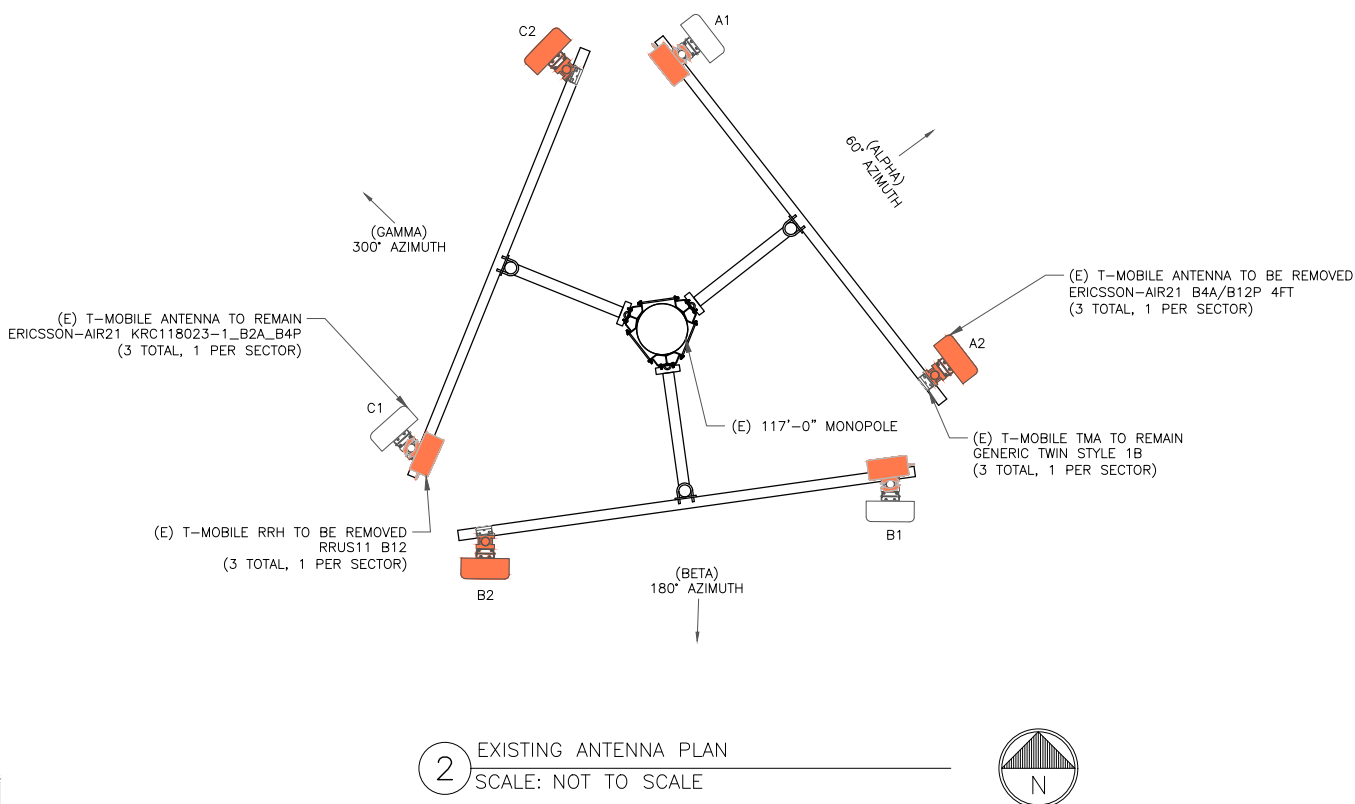 C2
A1
(ALPHA)
60° AZIMUTH
(GAMMA)
300° AZIMUTH
(E) T-MOBILE ANTENNA TO BE REMOVED
ERICSSON-AIR21 B4A/B12P 4FT
(3 TOTAL, 1 PER SECTOR)
(E) T-MOBILE ANTENNA TO REMAIN
ERICSSON-AIR21 KRC118023-1_B2A_B4P
(3 TOTAL, 1 PER SECTOR)
A2
C1
(E) 117'-0" MONOPOLE
(E) T-MOBILE TMA TO REMAIN
GENERIC TWIN STYLE 1B
(3 TOTAL, 1 PER SECTOR)
(E) T-MOBILE RRH TO BE REMOVED
RRUS11 B12
(3 TOTAL, 1 PER SECTOR)
B1
B2
(BETA)
180° AZIMUTH
2
EXISTING ANTENNA PLAN
SCALE: NOT TO SCALE
N